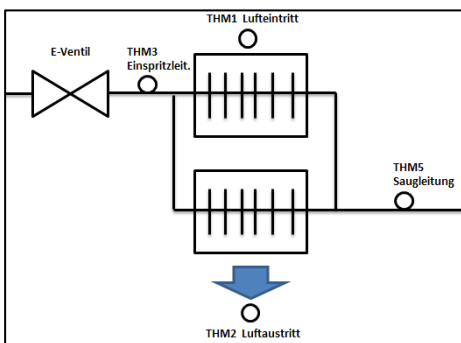 THM1 Lufteintritt
E-Ventil
THM3
Einspritzleit.
THM5
Saugleitung
THM2 Luftaustritt